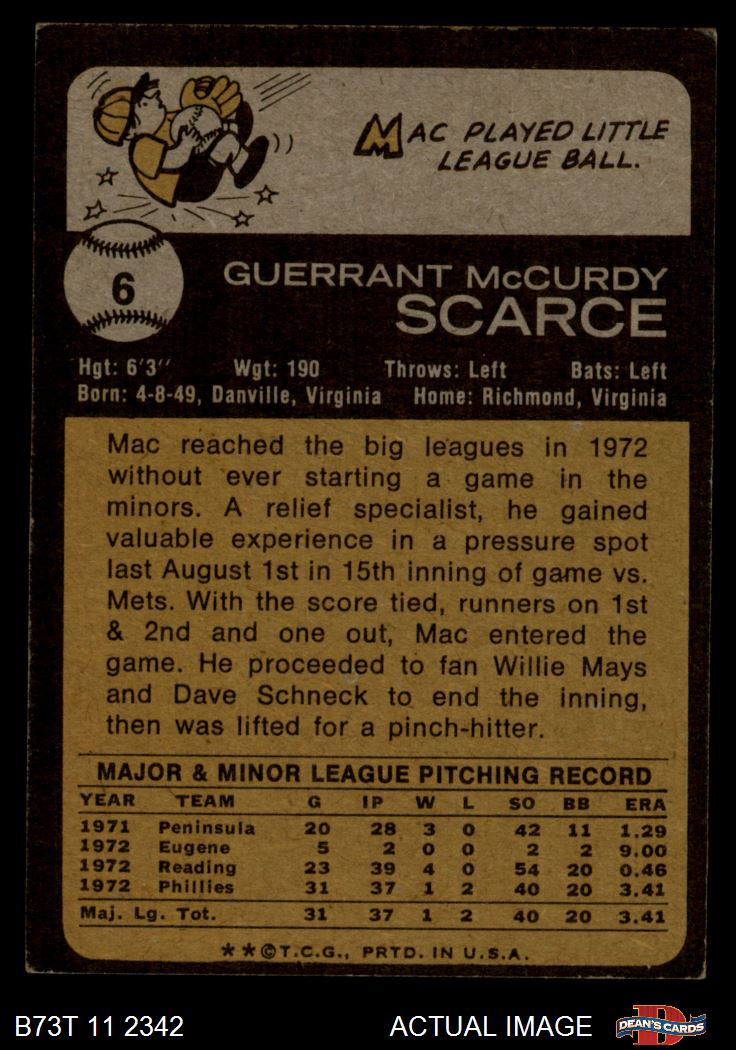 MAC PLAYED LITTLE
LEAGUE BALL.
6
GUERRANT McCURDY
SCARCE
Hgt: 6'3" Wgt: 190 Throws: Left Bats: Left
Born: 4-8-49, Danville, Virginia Home: Richmond, Virginia
Mac reached the big leagues in 1972
without ever starting a game in the
minors. A relief specialist, he gained
valuable experience in a pressure spot
last August 1st in 15th inning of game vs.
Mets. With the score tied, runners on 1st
& 2nd and one out, Mac entered the
game. He proceeded to fan Willie Mays
and Dave Schneck to end the inning,
then was lifted for a pinch-hitter.
MAJOR & MINOR LEAGUE PITCHING RECORD
YEAR TEAM G IP W L SO BB ERA
1971 Peninsula 20 28 3 0 42 11 1.29
1972 Eugene 5 2 0 0 2 2 9.00
1972 Reading 23 39 4 0 54 20 0.46
1972 Phillies 31 37 1 2 40 20 3.41
Maj. Lg. Tot. 31 37 1 2 40 20 3.41
**©T.C.G., PRTD. IN U.S.A.
B73T 11 2342 ACTUAL IMAGE D DEAN'S CARDS